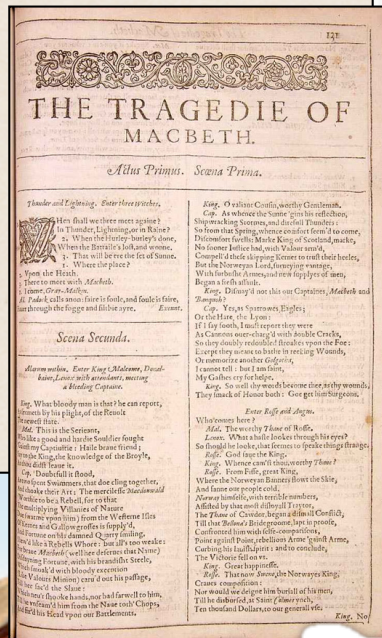 THE TRAGEDIE OF
MACBETH.
Actus Primus. Scœna Prima.
Thunder and Lightning. Enter three Witches.
When shall we three meet againe?
In Thunder, Lightning, or in Raine?
2. When the Hurley-burley's done,
When the Battaile's lost, and wonne.
3. That will be ere the set of Sunne.
1. Where the place?
2. Vpon the Heath.
3. There to meet with Macbeth.
1. I come, Gray-Malkin.
All. Padock calls anon: faire is foule, and foule is faire,
through the fogge and filthie ayre. Exeunt.
Scena Secunda.
Alarum within. Enter King, Malcome, Donal-
baine, Lenox, with attendants, meeting
a bleeding Captaine.
King. What bloody man is that? he can report,
As seemeth by his plight, of the Reuolt
The newest state.
Mal. This is the Serieant,
Who like a good and hardie Souldier fought
my Captiuitie: Haile braue friend;
Say to the King, the knowledge of the Broyle,
As thou didst leaue it.
Cap. Doubtfull it stood,
As two spent Swimmers, that doe cling together,
And choake their Art: The mercilesse Macdonwald
(Worthie to be a Rebell, for to that
The multiplying Villanies of Nature
Doe swarme vpon him) from the Westerne Isles
Of Kernes and Gallowgrosses is supply'd,
And Fortune on his damned Quarry smiling,
Shew'd like a Rebells Whore: but all's too weake:
For braue Macbeth (well hee deserues that Name)
Disdayning Fortune, with his brandisht Steele,
Which smoak'd with bloody execution
(Like Valours Minion) caru'd out his passage,
Till hee fac'd the Slaue:
Which neu'r shooke hands, nor bad farwell to him,
Till he vnseam'd him from the Naue toth' Chops,
And fix'd his Head vpon our Battlements.
King. O valiant Cousin, worthy Gentleman.
Cap. As whence the Sunne 'gins his reflection,
Shipwracking Stormes, and direfull Thunders:
So from that Spring, whence comfort seem'd to come,
Discomfort swells: Marke King of Scotland, marke,
No sooner Iustice had, with Valour arm'd,
Compell'd these skipping Kernes to trust their heeles,
But the Norweyan Lord, surueying vantage,
With furbusht Armes, and new supplyes of men,
Began a fresh assault.
King. Dismay'd not this our Captaines, Macbeth and
Banquoh?
Cap. Yes, as Sparrowes, Eagles;
Or the Hare, the Lyon:
If I say sooth, I must report they were
As Cannons ouer-charg'd with double Cracks,
So they doubly redoubled stroakes vpon the Foe:
Except they meant to bathe in reeking Wounds,
Or memorize another Golgotha,
I cannot tell: but I am faint,
My Gashes cry for helpe.
King. So well thy words become thee, as thy wounds,
They smack of Honor both: Goe get him Surgeons.
Enter Rosse and Angus.
Who comes here?
Mal. The worthy Thane of Rosse.
Lenox. What a haste lookes through his eyes?
So should he looke, that seemes to speake things strange.
Rosse. God saue the King.
King. Whence cam'st thou, worthy Thane?
Rosse. From Fiffe, great King,
Where the Norweyan Banners flowt the Skie,
And fanne our people cold.
Norway himselfe, with terrible numbers,
Assisted by that most disloyall Traytor,
The Thane of Cawdor, began a dismall Conflict,
Till that Bellona's Bridegroome, lapt in proofe,
Confronted him with selfe-comparisons,
Point against Point, rebellious Arme 'gainst Arme,
Curbing his lauish spirit: and to conclude,
The Victorie fell on vs.
King. Great happinesse.
Rosse. That now Sweno, the Norwayes King,
Craues composition:
Nor would we deigne him buriall of his men,
Till he disbursed, at Saint Colmes ynch,
Ten thousand Dollars, to our generall vse.
King. No